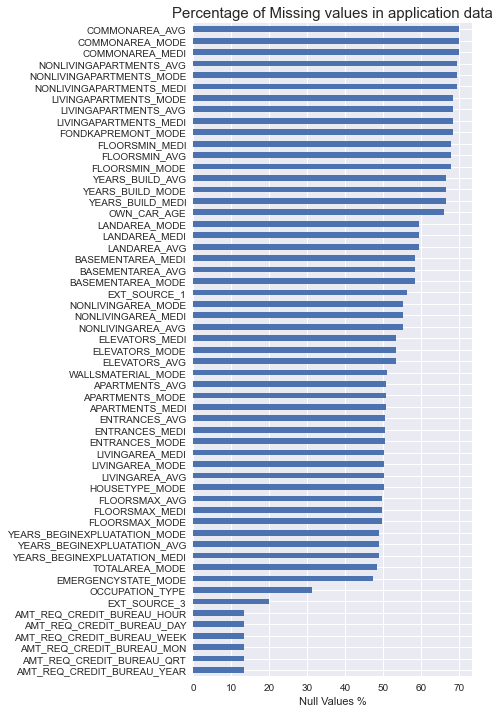 Percentage of Missing values in application data
COMMONAREA_AVG
COMMONAREA_MODE
COMMONAREA_MEDI
NONLIVINGAPARTMENTS_AVG
NONLIVINGAPARTMENTS_MODE
NONLIVINGAPARTMENTS_MEDI
LIVINGAPARTMENTS_MODE
LIVINGAPARTMENTS_AVG
LIVINGAPARTMENTS_MEDI
FONDKAPREMONT_MODE
FLOORSMIN_MEDI
FLOORSMIN_AVG
FLOORSMIN_MODE
YEARS_BUILD_AVG
YEARS_BUILD_MODE
YEARS_BUILD_MEDI
OWN_CAR_AGE
LANDAREA_MODE
LANDAREA_MEDI
LANDAREA_AVG
BASEMENTAREA_MEDI
BASEMENTAREA_AVG
BASEMENTAREA_MODE
EXT_SOURCE_1
NONLIVINGAREA_MODE
NONLIVINGAREA_MEDI
NONLIVINGAREA_AVG
ELEVATORS_MEDI
ELEVATORS_MODE
ELEVATORS_AVG
WALLSMATERIAL_MODE
APARTMENTS_AVG
APARTMENTS_MODE
APARTMENTS_MEDI
ENTRANCES_AVG
ENTRANCES_MEDI
ENTRANCES_MODE
LIVINGAREA_MEDI
LIVINGAREA_MODE
LIVINGAREA_AVG
HOUSETYPE_MODE
FLOORSMAX_AVG
FLOORSMAX_MEDI
FLOORSMAX_MODE
YEARS_BEGINEXPLUATATION_MODE
YEARS_BEGINEXPLUATATION_AVG
YEARS_BEGINEXPLUATATION_MEDI
TOTALAREA_MODE
EMERGENCYSTATE_MODE
OCCUPATION_TYPE
EXT_SOURCE_3
AMT_REQ_CREDIT_BUREAU_HOUR
AMT_REQ_CREDIT_BUREAU_DAY
AMT_REQ_CREDIT_BUREAU_WEEK
AMT_REQ_CREDIT_BUREAU_MON
AMT_REQ_CREDIT_BUREAU_QRT
AMT_REQ_CREDIT_BUREAU_YEAR
0 10 20 30 40 50 60 70
Null Values %